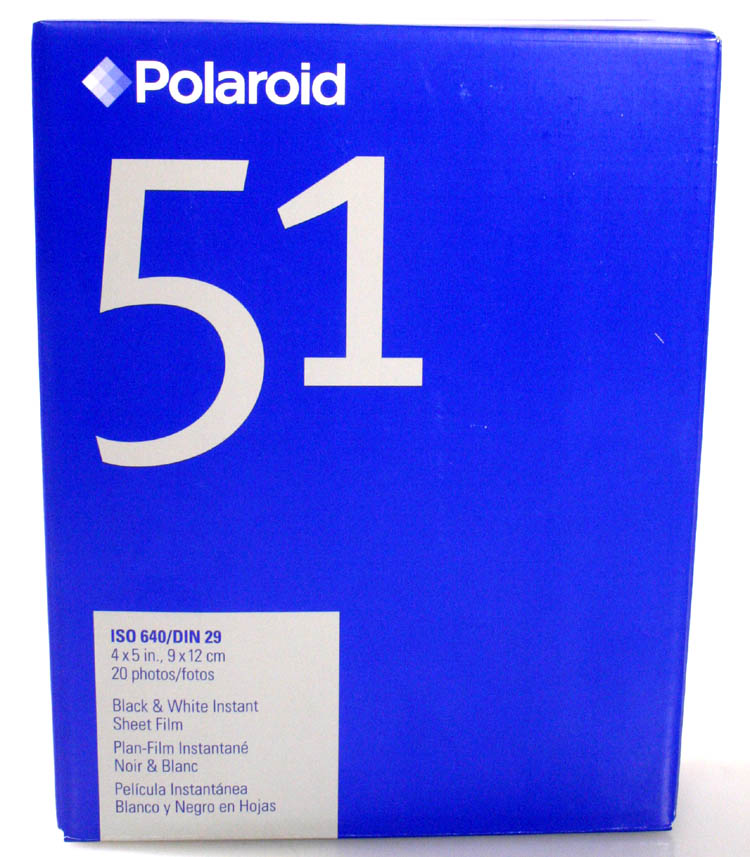 Polaroid
51
ISO 640/DIN 29
4 x 5 in., 9 x 12 cm
20 photos/fotos
Black & White Instant
Sheet Film
Plan-Film Instantané
Noir & Blanc
Película Instantánea
Blanco y Negro en Hojas